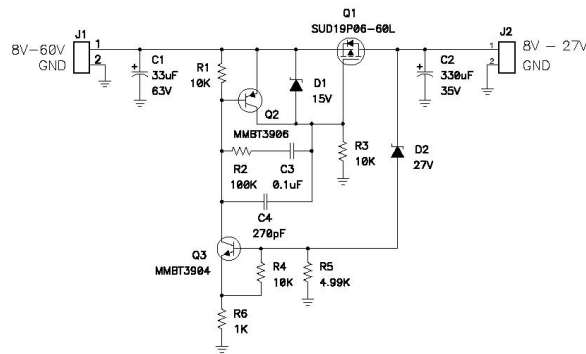 Q1
SUD19P06-60L
J1
8V-60V 1
GND 2
J2
1 8V - 27V
2 GND
C1
33uF
63V
R1
10K
D1
15V
C2
330uF
35V
Q2
MMBT3906
R3
10K
D2
27V
R2
100K
C3
0.1uF
C4
270pF
Q3
MMBT3904
R4
10K
R5
4.99K
R6
1K